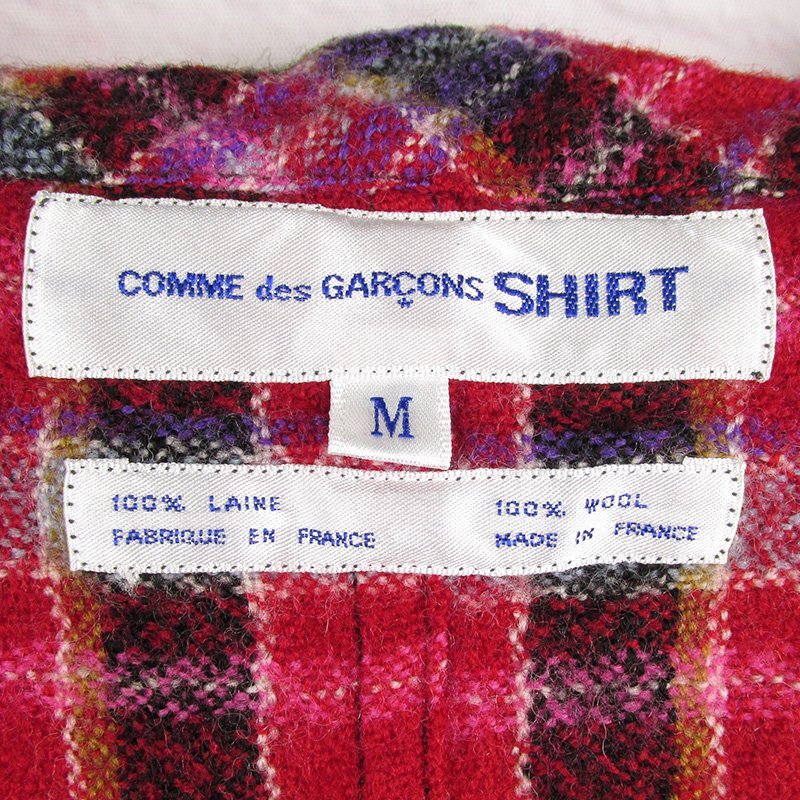 COMME des GARÇONS SHIRT
M
100% LAINE
FABRIQUE EN FRANCE
100% WOOL
MADE IN FRANCE